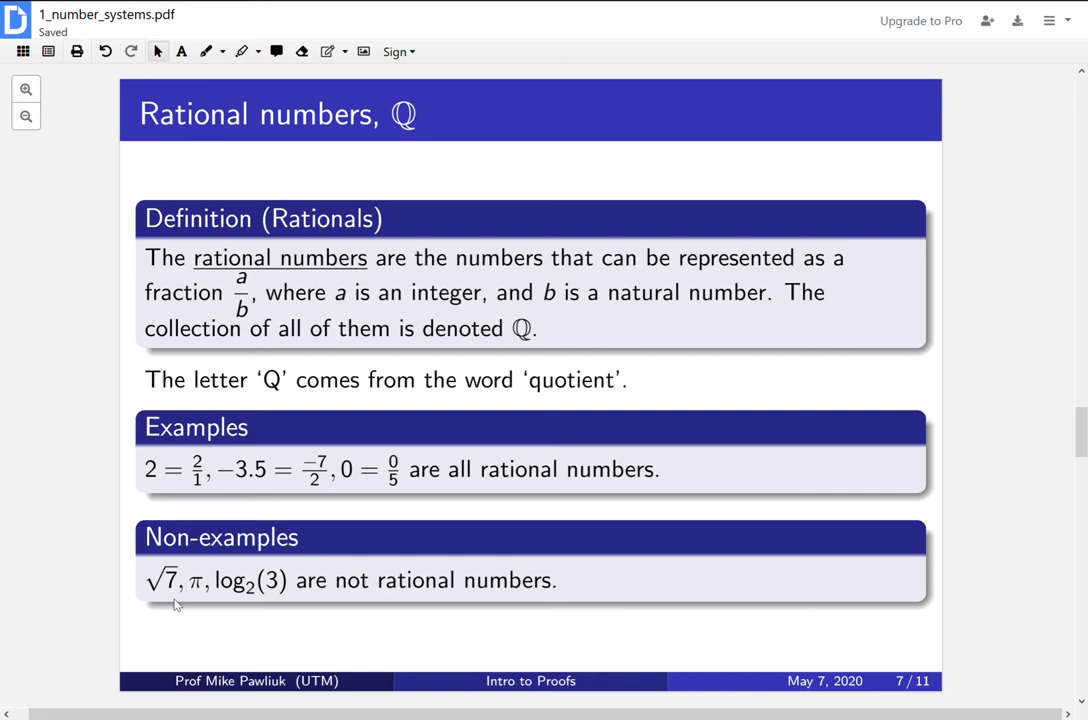 1_number_systems.pdf
Saved
Upgrade to Pro
A
Sign
Rational numbers, ℚ
Definition (Rationals)
The rational numbers are the numbers that can be represented as a
fraction a/b, where a is an integer, and b is a natural number. The
collection of all of them is denoted ℚ.
The letter ‘Q’ comes from the word ‘quotient’.
Examples
2 = 2/1, −3.5 = −7/2, 0 = 0/5 are all rational numbers.
Non-examples
√7, π, log₂(3) are not rational numbers.
Prof Mike Pawliuk (UTM) Intro to Proofs May 7, 2020 7 / 11